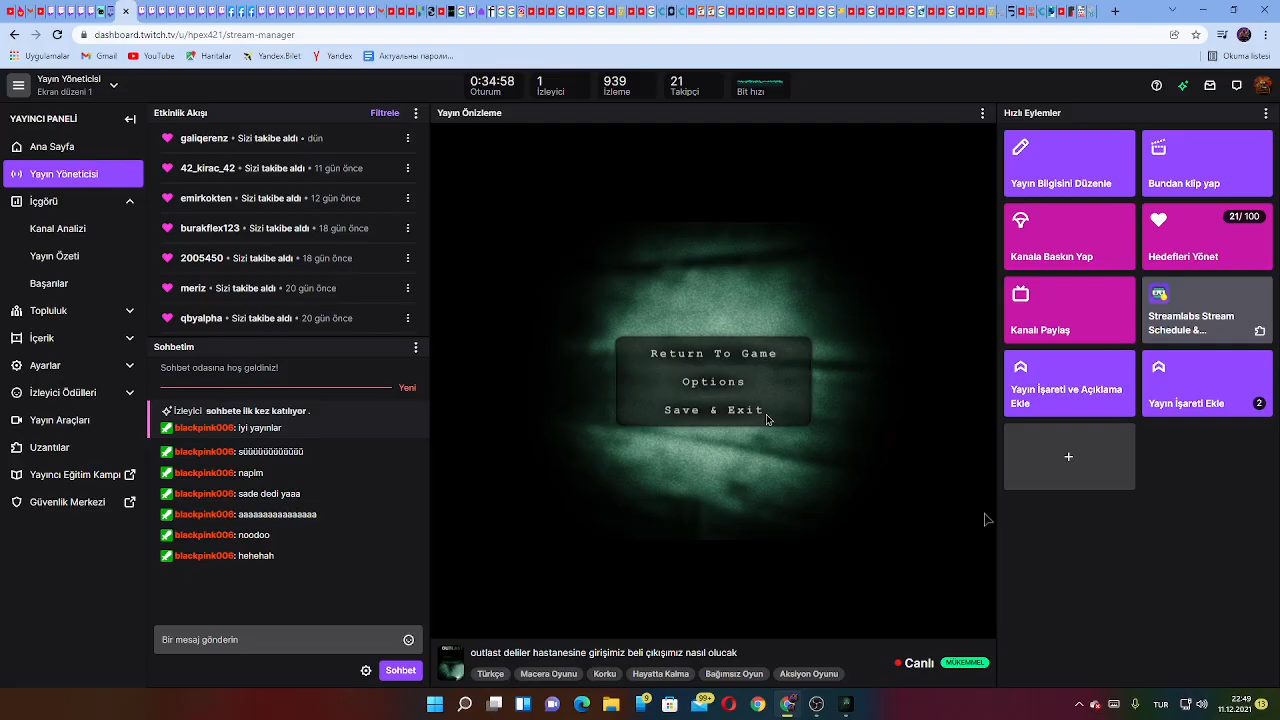 dashboard.twitch.tv/u/hpex421/stream-manager
Uygulamalar
Gmail
YouTube
Haritalar
Yandex.Bilet
Yandex
Актуальный нароли...
Okuma listesi
Yayın Yöneticisi
Ekran düzeni 1
0:34:58
Oturum
1
İzleyici
939
İzleme
21
Takipçi
Bit hızı
YAYINCI PANELİ
Ana Sayfa
Yayın Yöneticisi
İçgörü
Kanal Analizi
Yayın Özeti
Başarılar
Topluluk
İçerik
Ayarlar
İzleyici Ödülleri
Yayın Araçları
Uzantılar
Yayıncı Eğitim Kampı
Güvenlik Merkezi
Etkinlik Akışı
Filtrele
galiqerenz • Sizi takibe aldı • dün
42_kirac_42 • Sizi takibe aldı • 11 gün önce
emirkokten • Sizi takibe aldı • 12 gün önce
burakflex123 • Sizi takibe aldı • 18 gün önce
2005450 • Sizi takibe aldı • 18 gün önce
meriz • Sizi takibe aldı • 20 gün önce
qbyalpha • Sizi takibe aldı • 20 gün önce
Sohbetim
Sohbet odasına hoş geldiniz!
Yeni
İzleyici sohbete ilk kez katılıyor .
blackpink006: iyi yayınlar
blackpink006: süüüüüüüüüüüü
blackpink006: napim
blackpink006: sade dedi yaaa
blackpink006: aaaaaaaaaaaaaaaa
blackpink006: noodoo
blackpink006: hehehah
Bir mesaj gönderin
Sohbet
Yayın Önizleme
Return To Game
Options
Save & Exit
OUTLAST
outlast deliler hastanesine girişimiz beli çıkışımız nasıl olucak
Türkçe
Macera Oyunu
Korku
Hayatta Kalma
Bağımsız Oyun
Aksiyon Oyunu
Canlı
MÜKEMMEL
Hızlı Eylemler
Yayın Bilgisini Düzenle
Bundan klip yap
Kanala Baskın Yap
21/ 100
Hedefleri Yönet
Kanalı Paylaş
Streamlabs Stream
Schedule &...
Yayın İşareti ve Açıklama
Ekle
Yayın İşareti Ekle
2
+
9
99+
TUR
22:49
11.12.2021